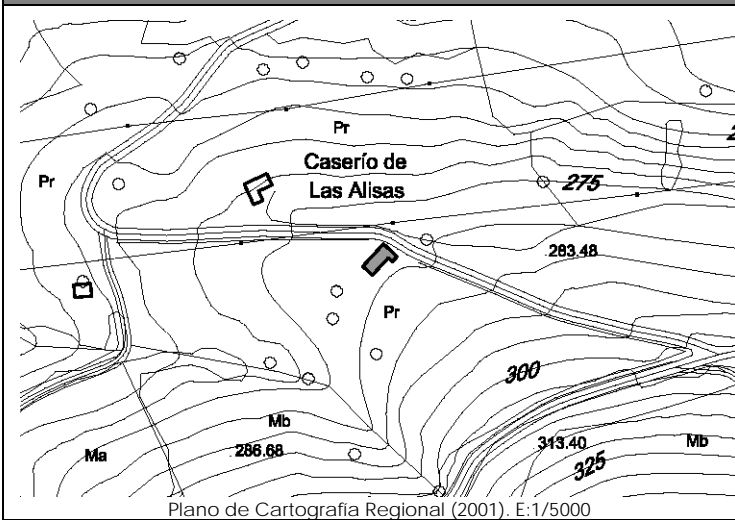 Pr
Caserío de
Pr
Las Alisas
275
283.48
Pr
300
Mb
286.68
Ma
313.40
Mb
325
Plano de Cartografía Regional (2001). E:1/5000